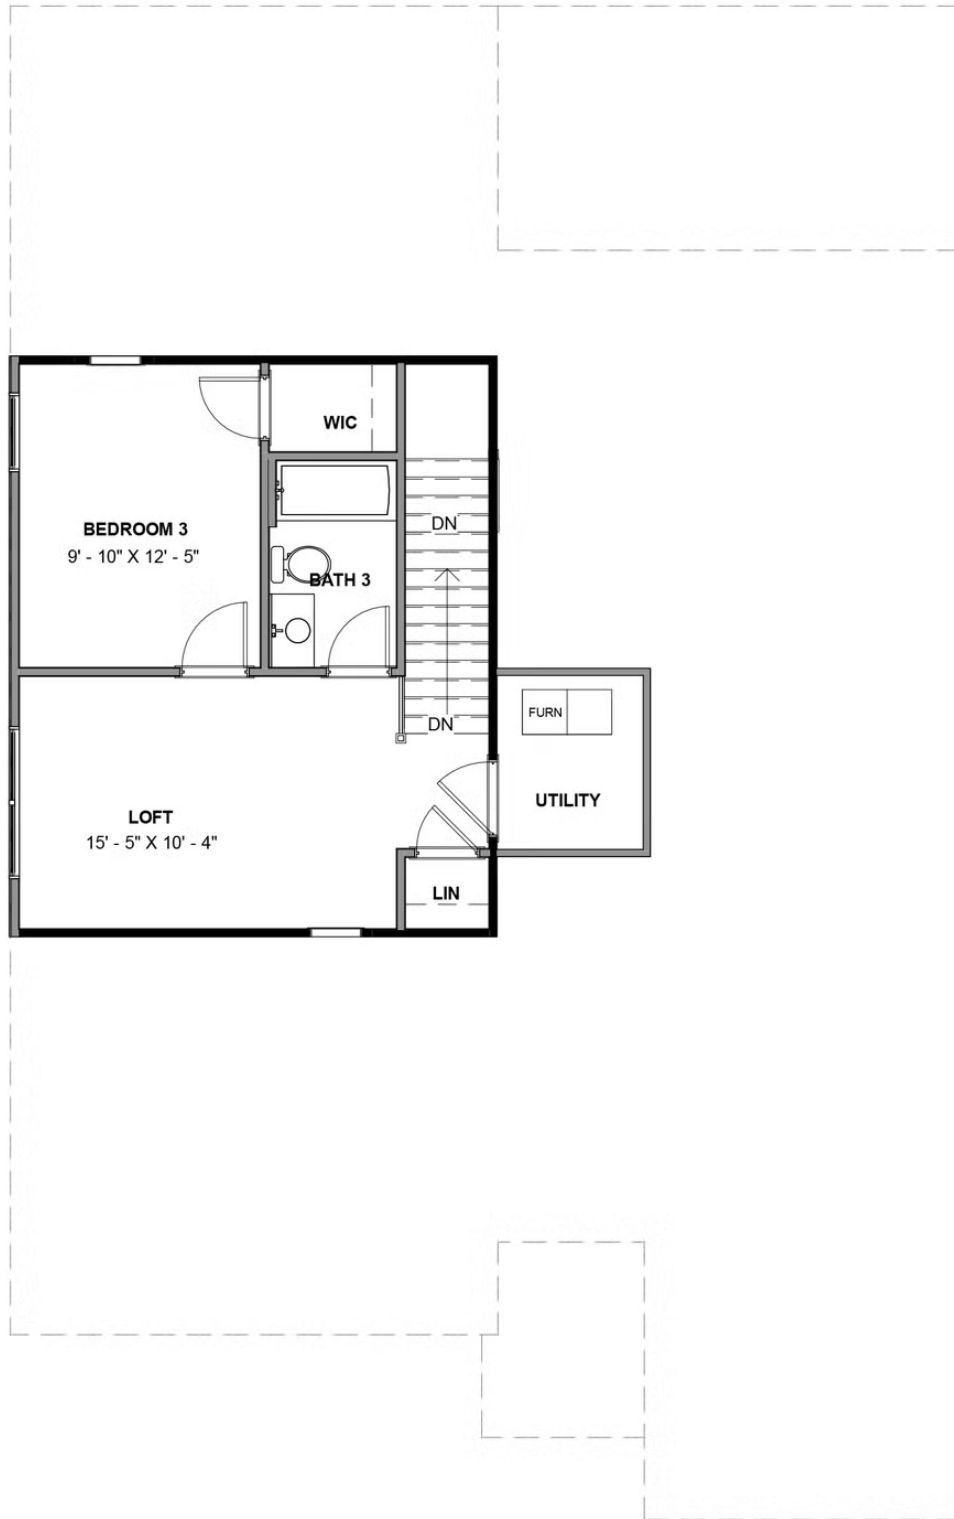 WIC
DN
BEDROOM 3
9' - 10" X 12' - 5"
BATH 3
FURN
DN
UTILITY
LOFT
15' - 5" X 10' - 4"
LIN